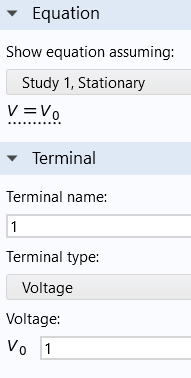 Equation
Show equation assuming:
Study 1, Stationary
V = V₀
Terminal
Terminal name:
1
Terminal type:
Voltage
Voltage:
V₀ 1